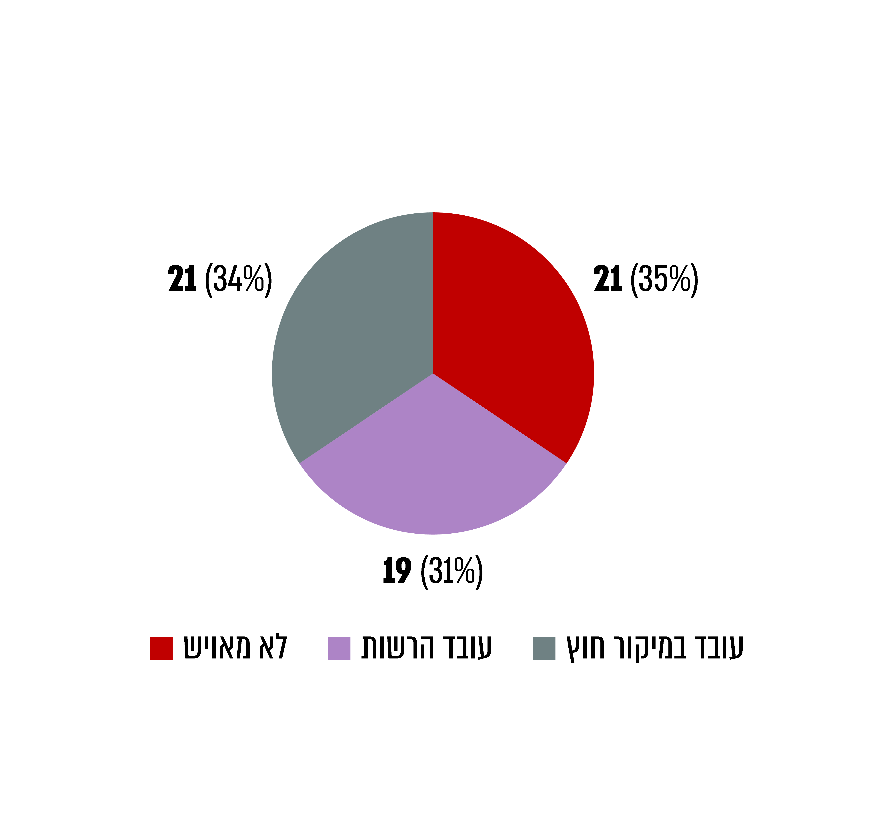 21 (34%)
21 (35%)
19 (31%)
עובד במיקור חוץ
עובד הרשות
לא מאויש